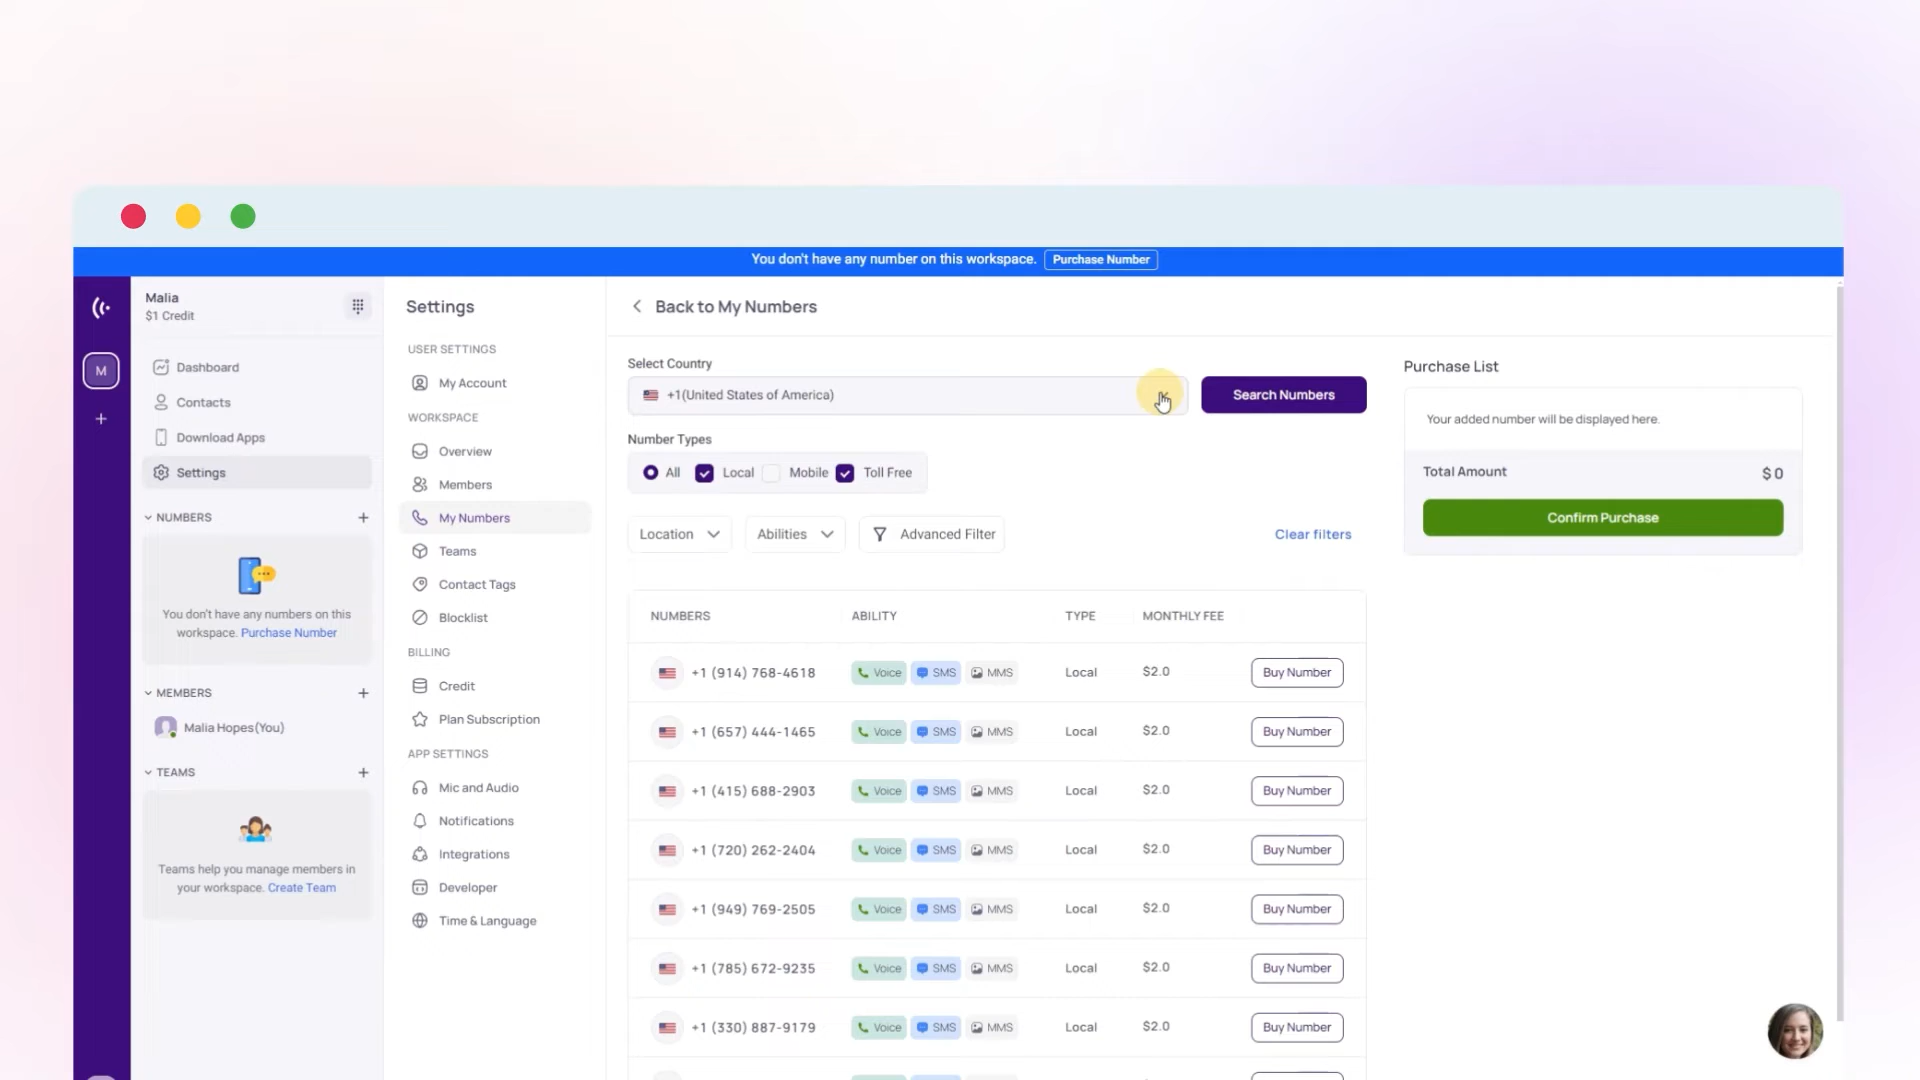 You don't have any number on this workspace. Purchase Number
Malia
$1 Credit
M
Dashboard
Contacts
Download Apps
Settings
NUMBERS
You don't have any numbers on this
workspace. Purchase Number
MEMBERS
Malia Hopes(You)
TEAMS
Teams help you manage members in
your workspace. Create Team
Settings
USER SETTINGS
My Account
WORKSPACE
Overview
Members
My Numbers
Teams
Contact Tags
Blocklist
BILLING
Credit
Plan Subscription
APP SETTINGS
Mic and Audio
Notifications
Integrations
Developer
Time & Language
Back to My Numbers
Select Country
+1(United States of America)
Search Numbers
Number Types
All Local Mobile Toll Free
Location Abilities Advanced Filter Clear filters
NUMBERS ABILITY TYPE MONTHLY FEE
+1 (914) 768-4618 Voice SMS MMS Local $2.0 Buy Number
+1 (657) 444-1465 Voice SMS MMS Local $2.0 Buy Number
+1 (415) 688-2903 Voice SMS MMS Local $2.0 Buy Number
+1 (720) 262-2404 Voice SMS MMS Local $2.0 Buy Number
+1 (949) 769-2505 Voice SMS MMS Local $2.0 Buy Number
+1 (785) 672-9235 Voice SMS MMS Local $2.0 Buy Number
+1 (330) 887-9179 Voice SMS MMS Local $2.0 Buy Number
Purchase List
Your added number will be displayed here.
Total Amount $ 0
Confirm Purchase